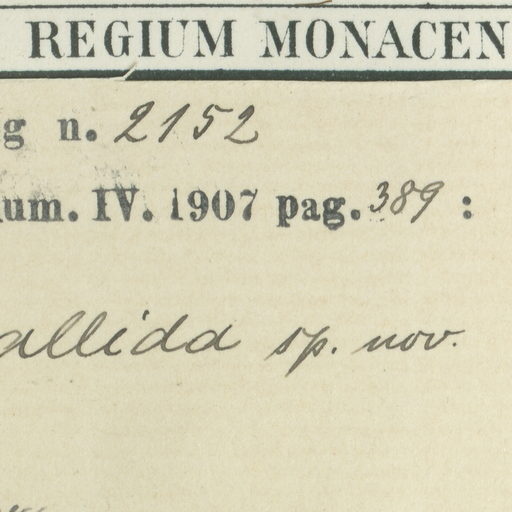 REGIUM MONACEN
g n. 2152
um. IV. 1907 pag. 389 :
allida sp. nov.